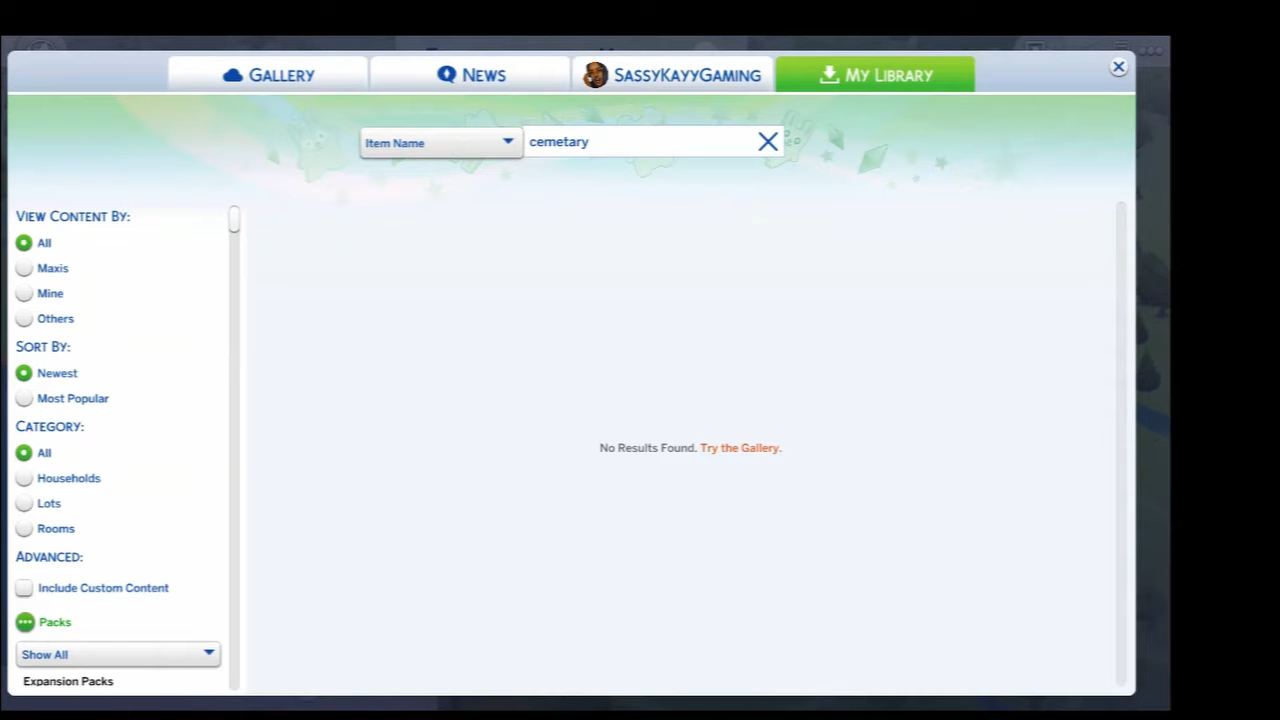 GALLERY
NEWS
SASSYKAYYGAMING
MY LIBRARY
Item Name
cemetary
VIEW CONTENT BY:
All
Maxis
Mine
Others
SORT BY:
Newest
Most Popular
CATEGORY:
All
Households
Lots
Rooms
ADVANCED:
Include Custom Content
Packs
Show All
Expansion Packs
No Results Found. Try the Gallery.